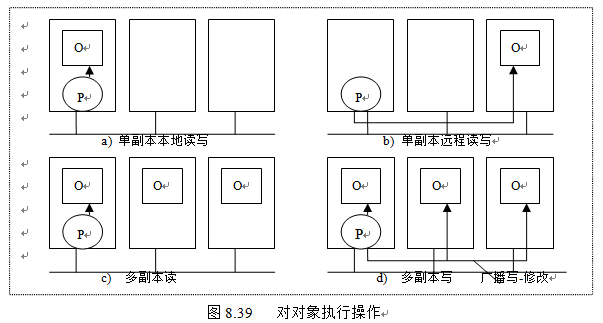 O
P
a) 单副本本地读写
P
O
b) 单副本远程读写
O O O
P
c) 多副本读
O O O
P
d) 多副本写 广播写-修改
图 8.39 对对象执行操作